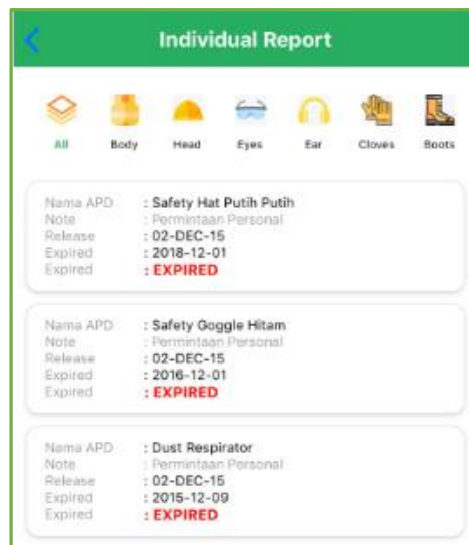 Individual Report
All Body Head Eyes Ear Cloves Boots
Nama APD : Safety Hat Putih Putih
Note : Permintaan Personal
Release : 02-DEC-15
Expired : 2018-12-01
Expired : EXPIRED
Nama APD : Safety Goggle Hitam
Note : Permintaan Personal
Release : 02-DEC-15
Expired : 2016-12-01
Expired : EXPIRED
Nama APD : Dust Respirator
Note : Permintaan Personal
Release : 02-DEC-15
Expired : 2015-12-09
Expired : EXPIRED